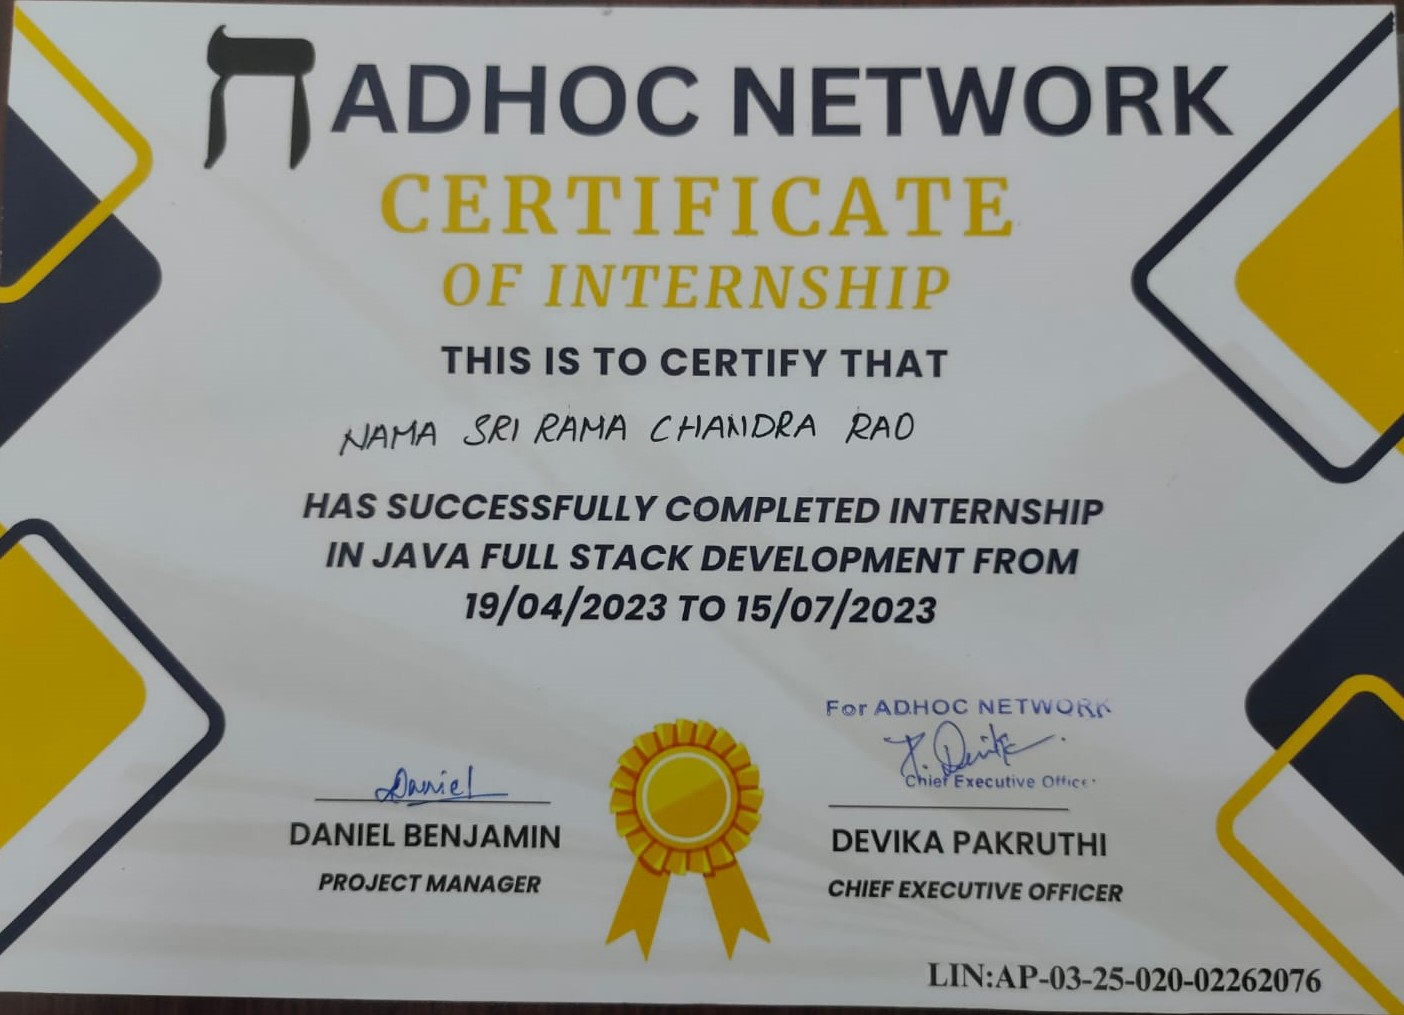 ח ADHOC NETWORK
CERTIFICATE
OF INTERNSHIP
THIS IS TO CERTIFY THAT
NAMA SRI RAMA CHANDRA RAO
HAS SUCCESSFULLY COMPLETED INTERNSHIP
IN JAVA FULL STACK DEVELOPMENT FROM
19/04/2023 TO 15/07/2023
For ADHOC NETWORK
P. Devika
Chief Executive Officer
Daniel
DANIEL BENJAMIN
PROJECT MANAGER
DEVIKA PAKRUTHI
CHIEF EXECUTIVE OFFICER
LIN:AP-03-25-020-02262076